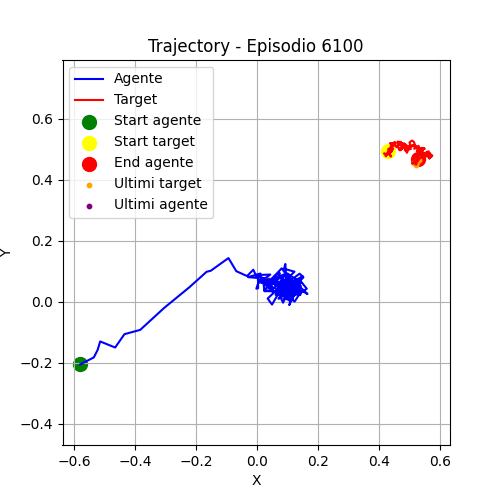 Trajectory - Episodio 6100
Agente
Target
Start agente
Start target
End agente
Ultimi target
Ultimi agente
Y
0.6
0.4
0.2
0.0
−0.2
−0.4
−0.6 −0.4 −0.2 0.0 0.2 0.4 0.6
X